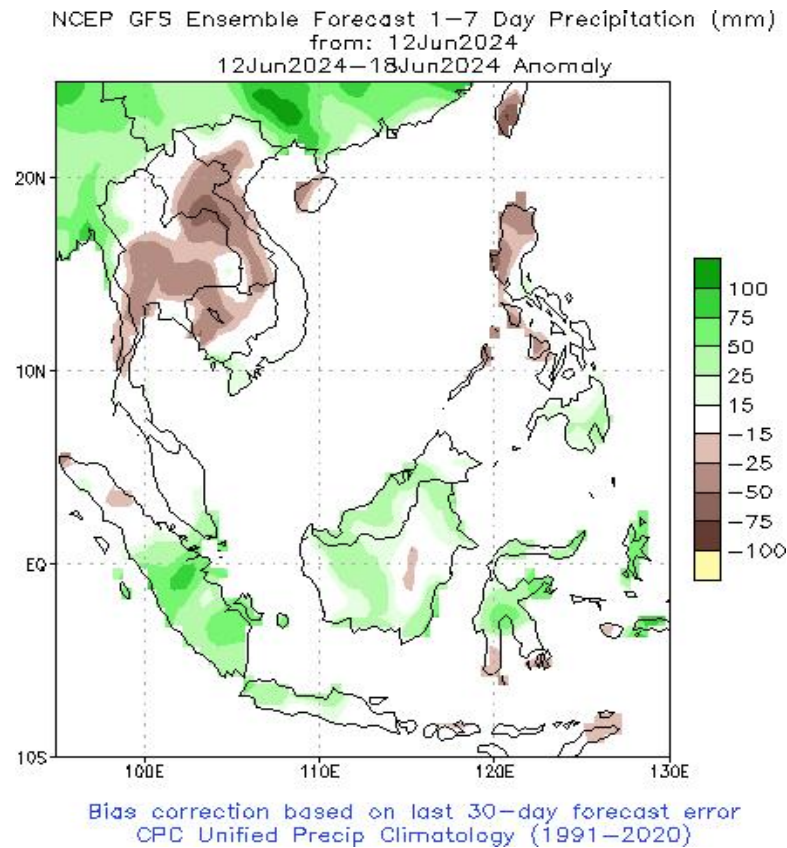 NCEP GFS Ensemble Forecast 1–7 Day Precipitation (mm)
from: 12Jun2024
12Jun2024–18Jun2024 Anomaly
20N
10N
EQ
10S
100E
110E
120E
130E
100
75
50
25
15
–15
–25
–50
–75
–100
Bias correction based on last 30–day forecast error
CPC Unified Precip Climatology (1991–2020)